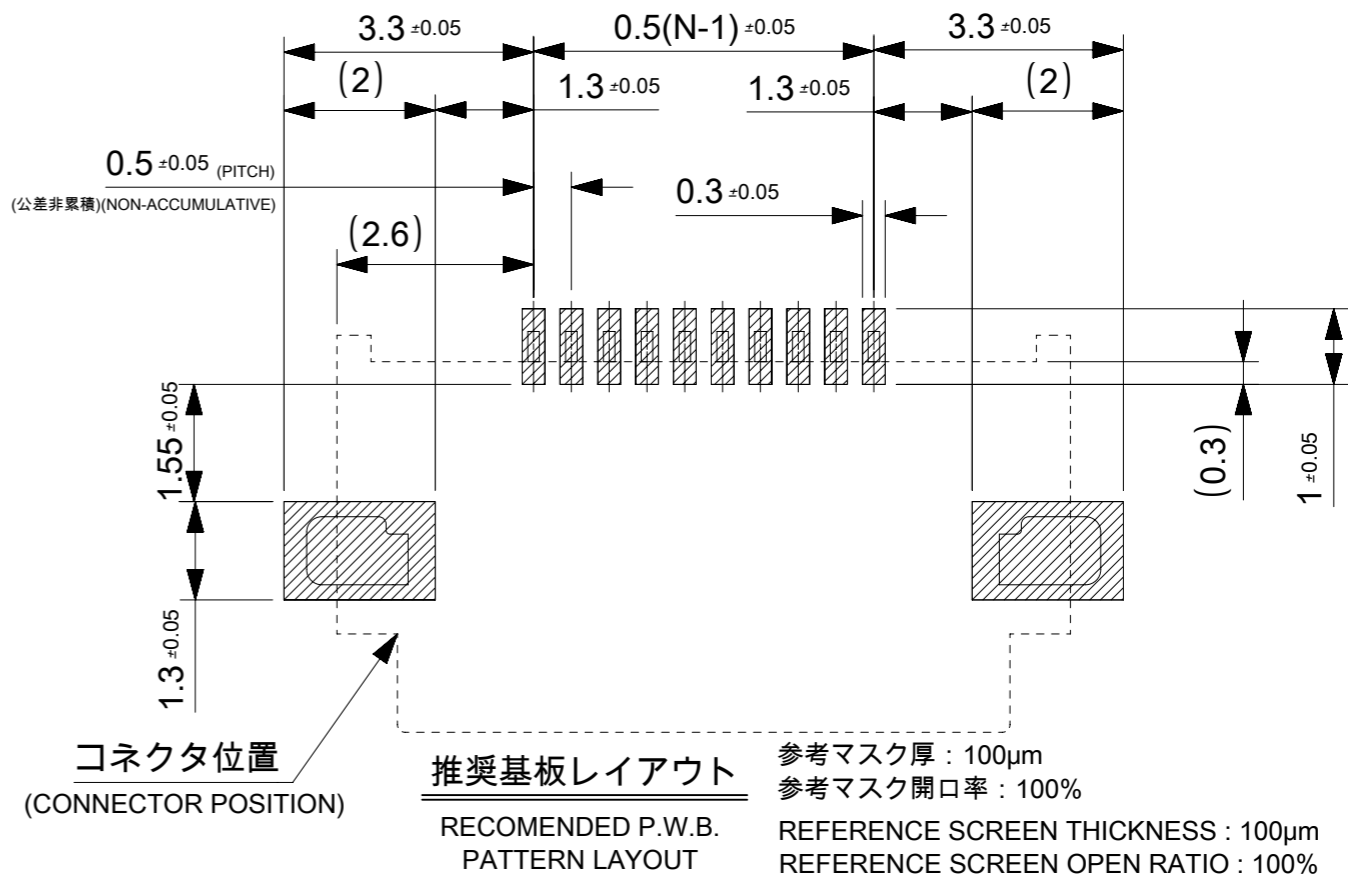 3.3 ±0.05
0.5(N-1) ±0.05
3.3 ±0.05
(2)
1.3 ±0.05
1.3 ±0.05
(2)
0.5 ±0.05 (PITCH)
(公差非累積)(NON-ACCUMULATIVE)
0.3 ±0.05
(2.6)
1.55 ±0.05
(0.3)
1 ±0.05
1.3 ±0.05
コネクタ位置
(CONNECTOR POSITION)
推奨基板レイアウト
RECOMENDED P.W.B.
PATTERN LAYOUT
参考マスク厚 : 100µm
参考マスク開口率 : 100%
REFERENCE SCREEN THICKNESS : 100µm
REFERENCE SCREEN OPEN RATIO : 100%